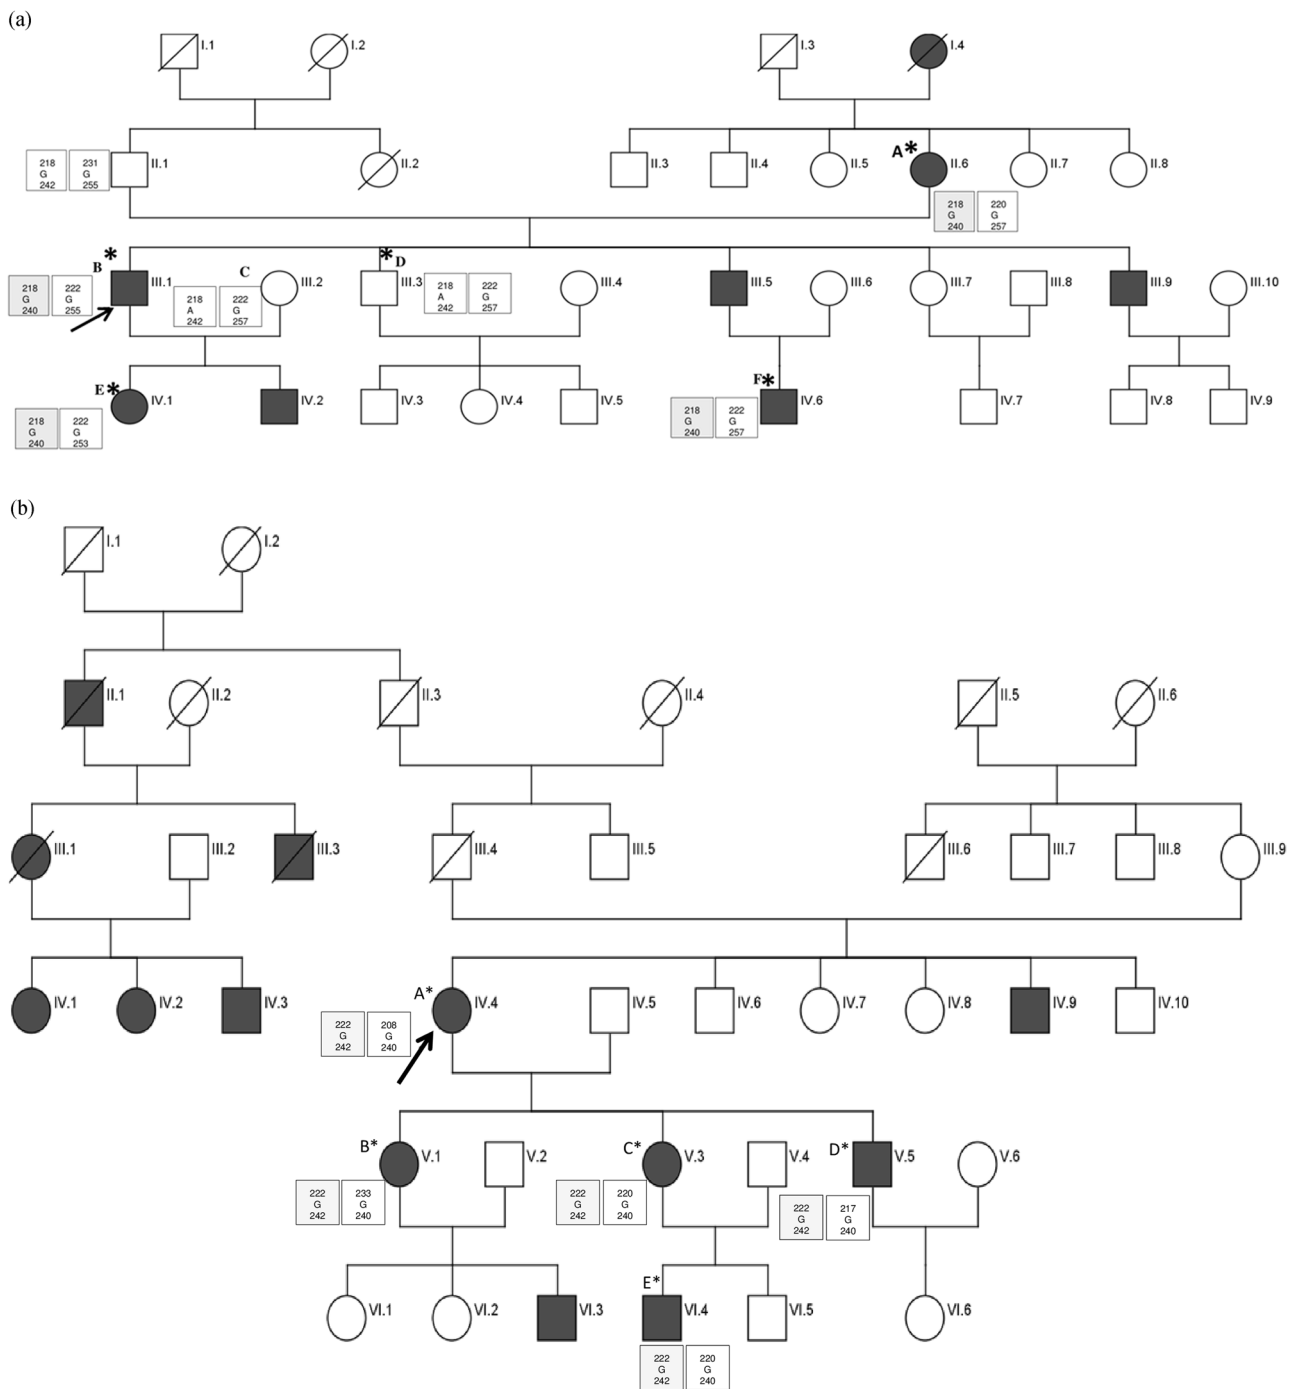 (a)
I.1
I.2
I.3
I.4
218 231
G G
242 255
II.1
II.2
II.3
II.4
II.5
A*
II.6
II.7
II.8
218 220
G G
240 257
*
B
218 222
G G
240 255
III.1
C
218 222
A G
242 257
III.2
*
D
III.3
218 222
A G
242 257
III.4
III.5
III.6
III.7
III.8
III.9
III.10
E*
IV.1
218 222
G G
240 253
IV.2
IV.3
IV.4
IV.5
F*
IV.6
218 222
G G
240 257
IV.7
IV.8
IV.9
(b)
I.1
I.2
II.1
II.2
II.3
II.4
II.5
II.6
III.1
III.2
III.3
III.4
III.5
III.6
III.7
III.8
III.9
IV.1
IV.2
IV.3
A*
IV.4
222 208
G G
242 240
IV.5
IV.6
IV.7
IV.8
IV.9
IV.10
B*
V.1
222 233
G G
242 240
V.2
C*
V.3
222 220
G G
242 240
V.4
D*
V.5
222 217
G G
242 240
V.6
VI.1
VI.2
VI.3
E*
VI.4
222 220
G G
242 240
VI.5
VI.6